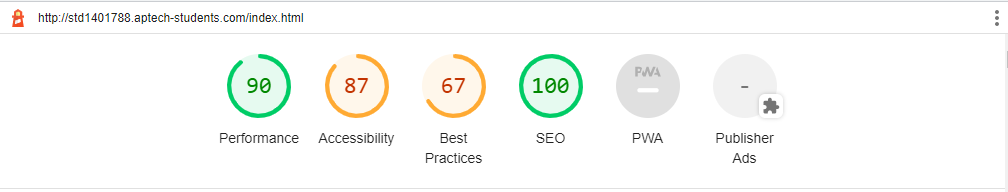 http://std1401788.aptech-students.com/index.html
90 87 67 100 PWA -
Performance Accessibility Best Practices SEO PWA Publisher Ads